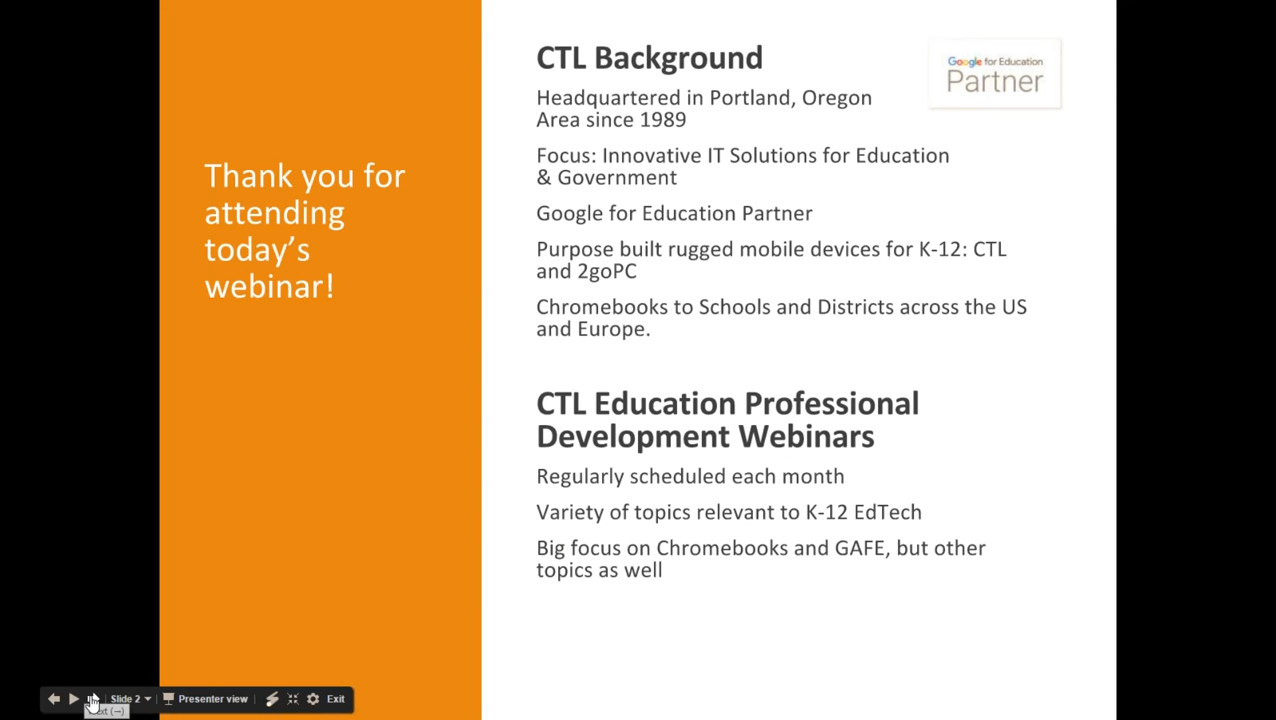 Thank you for
attending
today's
webinar!
CTL Background
Google for Education
Partner
Headquartered in Portland, Oregon
Area since 1989
Focus: Innovative IT Solutions for Education
& Government
Google for Education Partner
Purpose built rugged mobile devices for K-12: CTL
and 2goPC
Chromebooks to Schools and Districts across the US
and Europe.
CTL Education Professional
Development Webinars
Regularly scheduled each month
Variety of topics relevant to K-12 EdTech
Big focus on Chromebooks and GAFE, but other
topics as well
Slide 2 Presenter view Exit